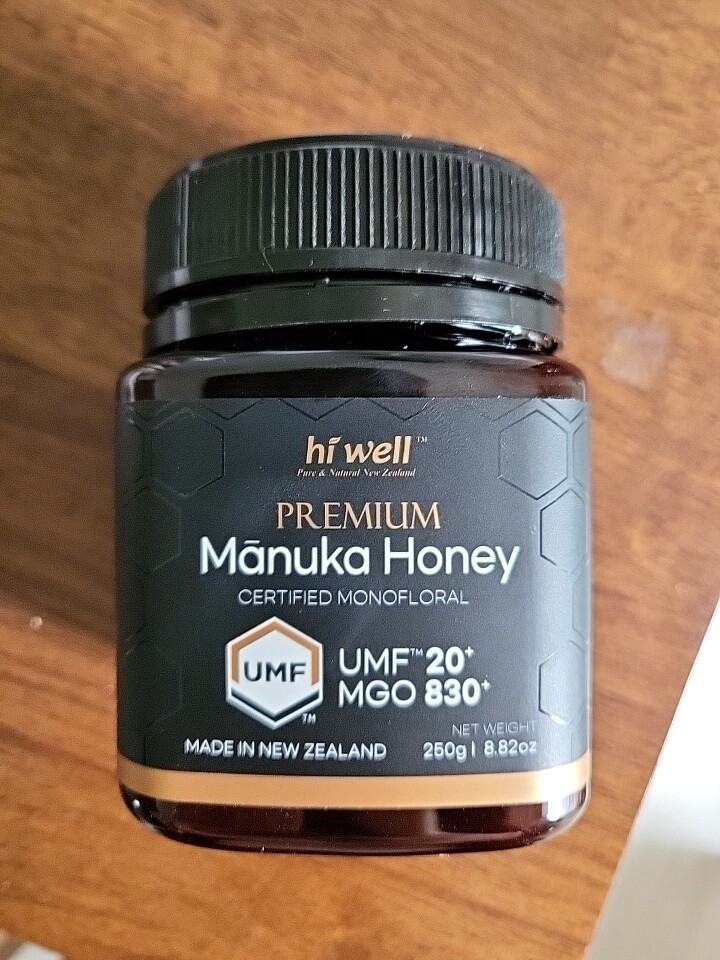 hi well™
Pure & Natural New Zealand
PREMIUM
Mānuka Honey
CERTIFIED MONOFLORAL
UMF
TM
UMF™ 20+
MGO 830+
NET WEIGHT
MADE IN NEW ZEALAND
250g | 8.82oz